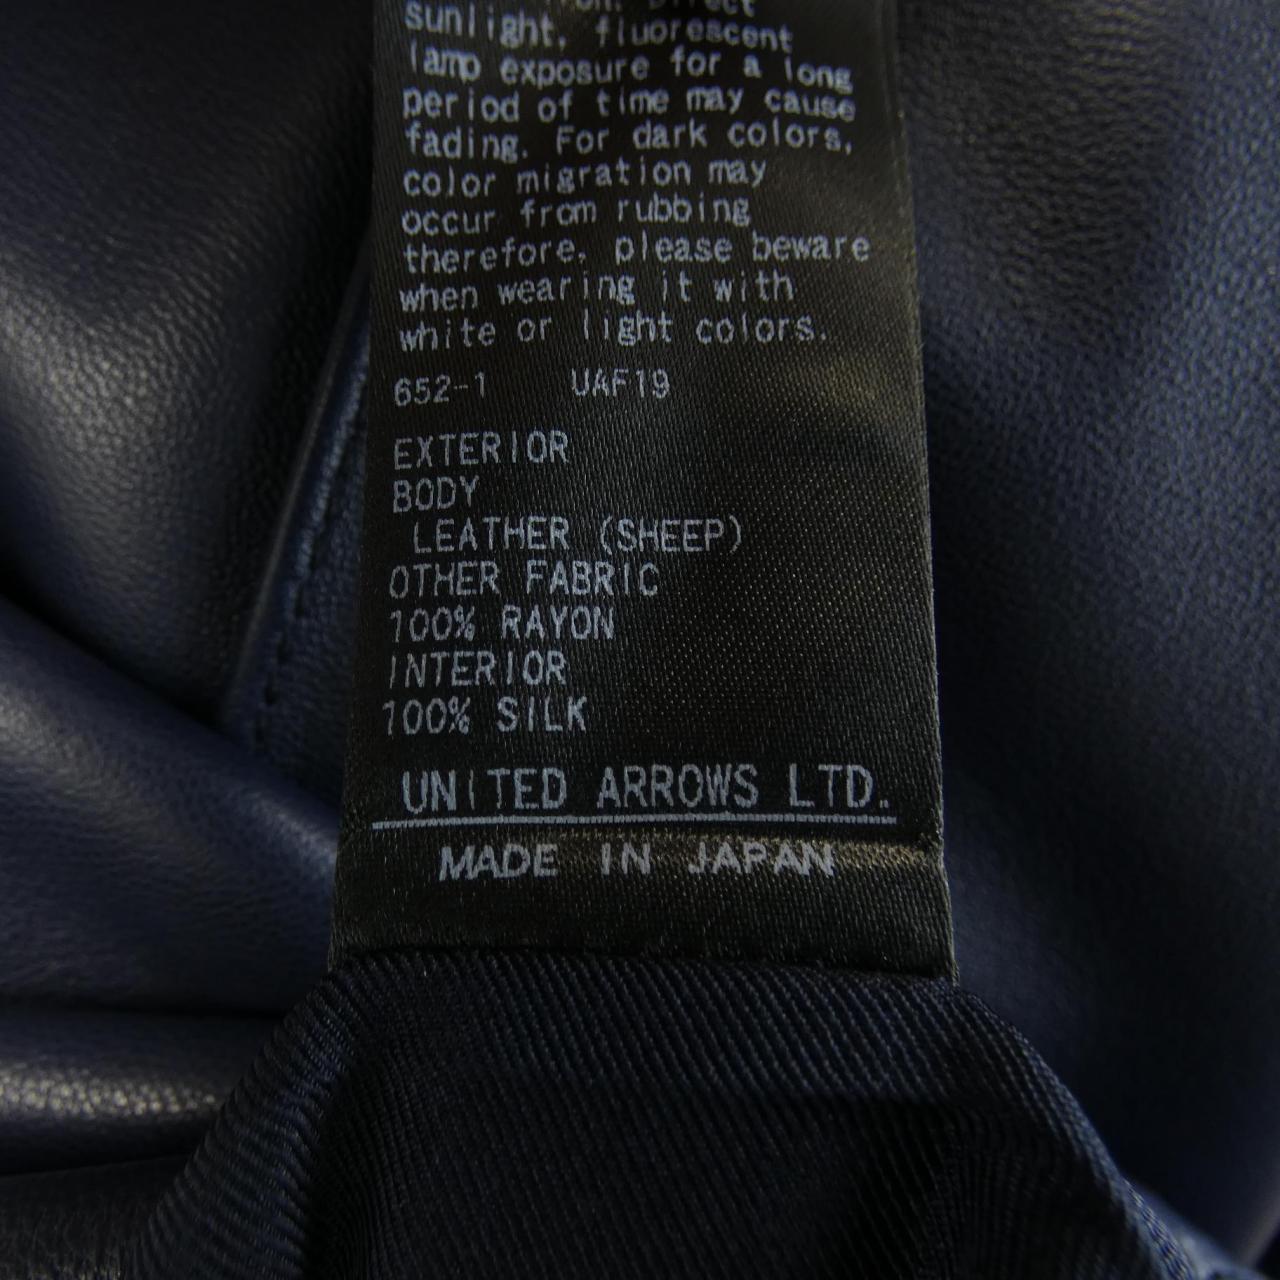 Direct
sunlight, fluorescent
lamp exposure for a long
period of time may cause
fading. For dark colors,
color migration may
occur from rubbing
therefore, please beware
when wearing it with
white or light colors.
652-1 UAF19
EXTERIOR
BODY
LEATHER (SHEEP)
OTHER FABRIC
100% RAYON
INTERIOR
100% SILK
UNITED ARROWS LTD.
MADE IN JAPAN